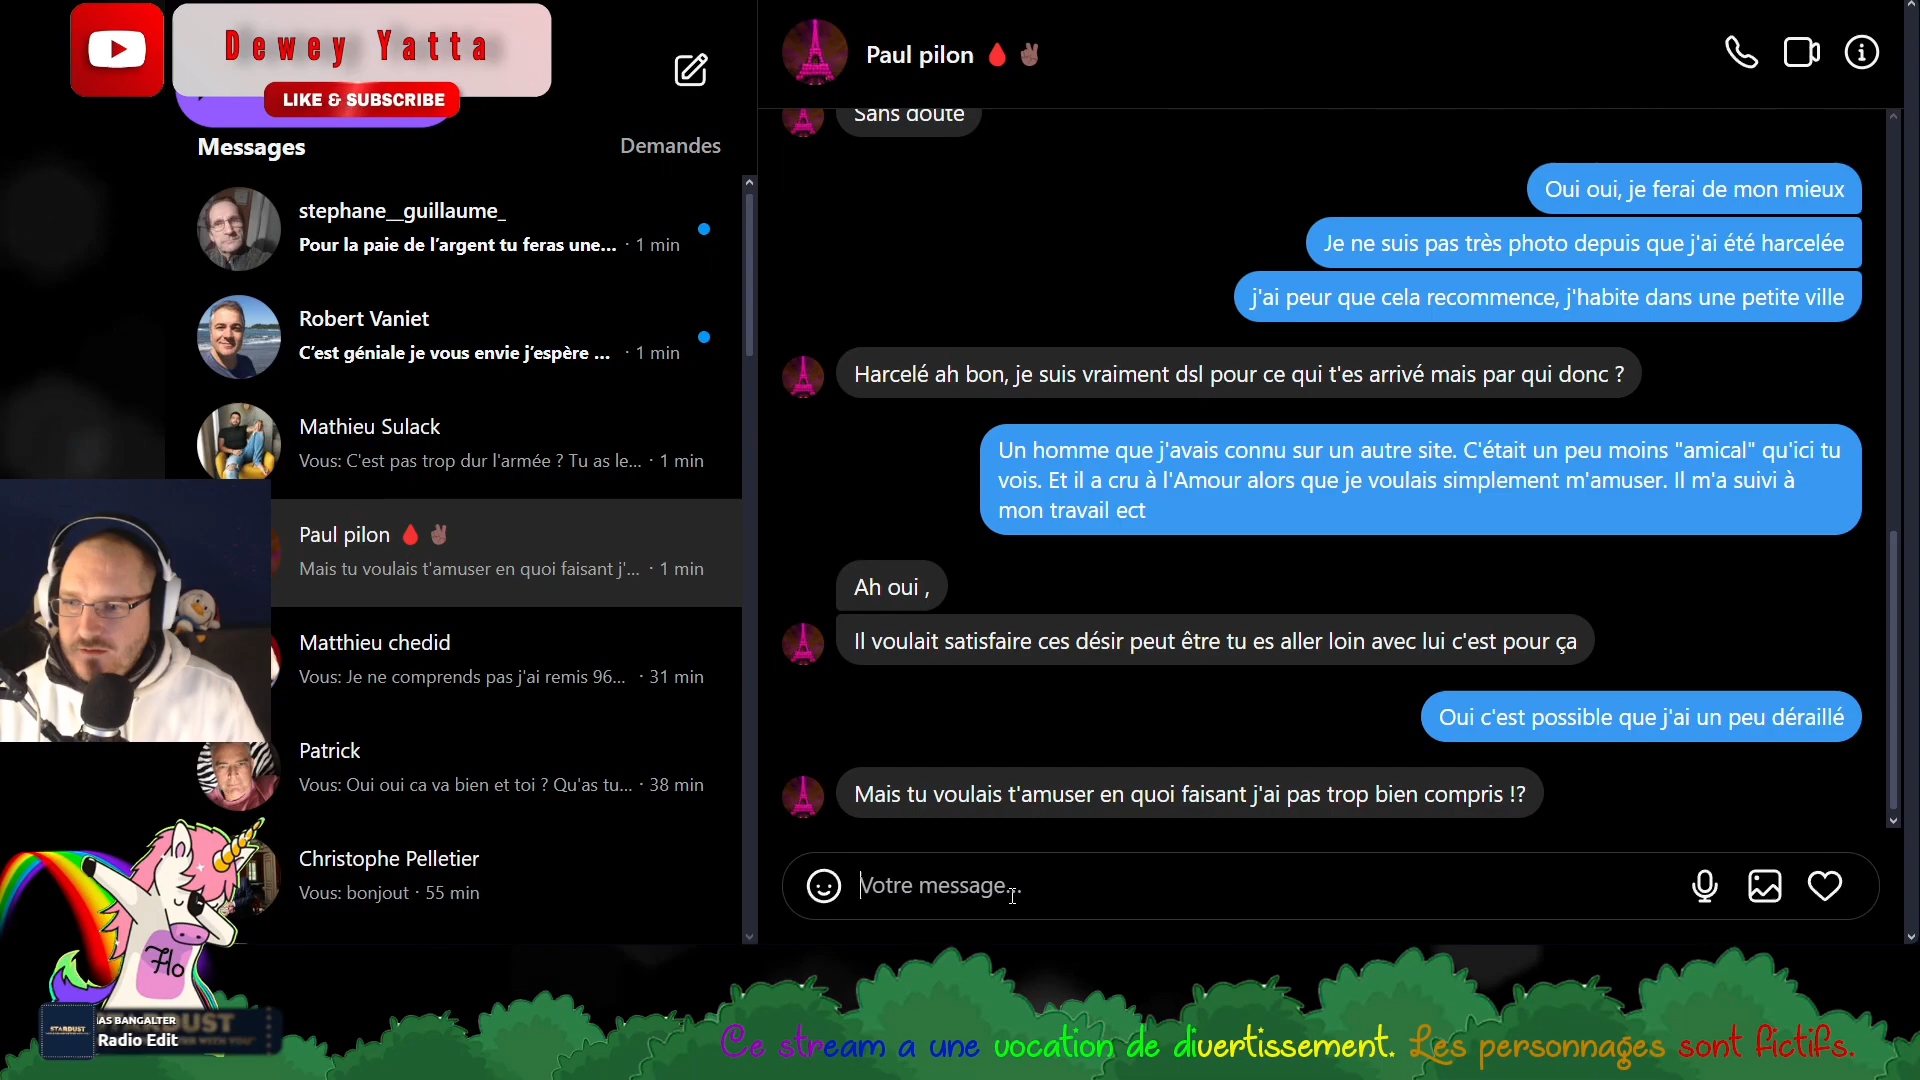 Dewey Yatta
LIKE & SUBSCRIBE
Messages
Demandes
stephane__guillaume_
Pour la paie de l'argent tu feras une... · 1 min
Robert Vaniet
C'est géniale je vous envie j'espère ... · 1 min
Mathieu Sulack
Vous: C'est pas trop dur l'armée ? Tu as le... · 1 min
Paul pilon 🩸 ✌🏿
Mais tu voulais t'amuser en quoi faisant j'... · 1 min
Matthieu chedid
Vous: Je ne comprends pas j'ai remis 96... · 31 min
Patrick
Vous: Oui oui ca va bien et toi ? Qu'as tu... · 38 min
Christophe Pelletier
Vous: bonjout · 55 min
Paul pilon 🩸 ✌🏿
Sans doute
Oui oui, je ferai de mon mieux
Je ne suis pas très photo depuis que j'ai été harcelée
j'ai peur que cela recommence, j'habite dans une petite ville
Harcelé ah bon, je suis vraiment dsl pour ce qui t'es arrivé mais par qui donc ?
Un homme que j'avais connu sur un autre site. C'était un peu moins "amical" qu'ici tu
vois. Et il a cru à l'Amour alors que je voulais simplement m'amuser. Il m'a suivi à
mon travail ect
Ah oui ,
Il voulait satisfaire ces désir peut être tu es aller loin avec lui c'est pour ça
Oui c'est possible que j'ai un peu déraillé
Mais tu voulais t'amuser en quoi faisant j'ai pas trop bien compris !?
Votre message...
Flo
STARDUST
AS BANGALTER
Radio Edit
Ce stream a une vocation de divertissement. Les personnages sont fictifs.